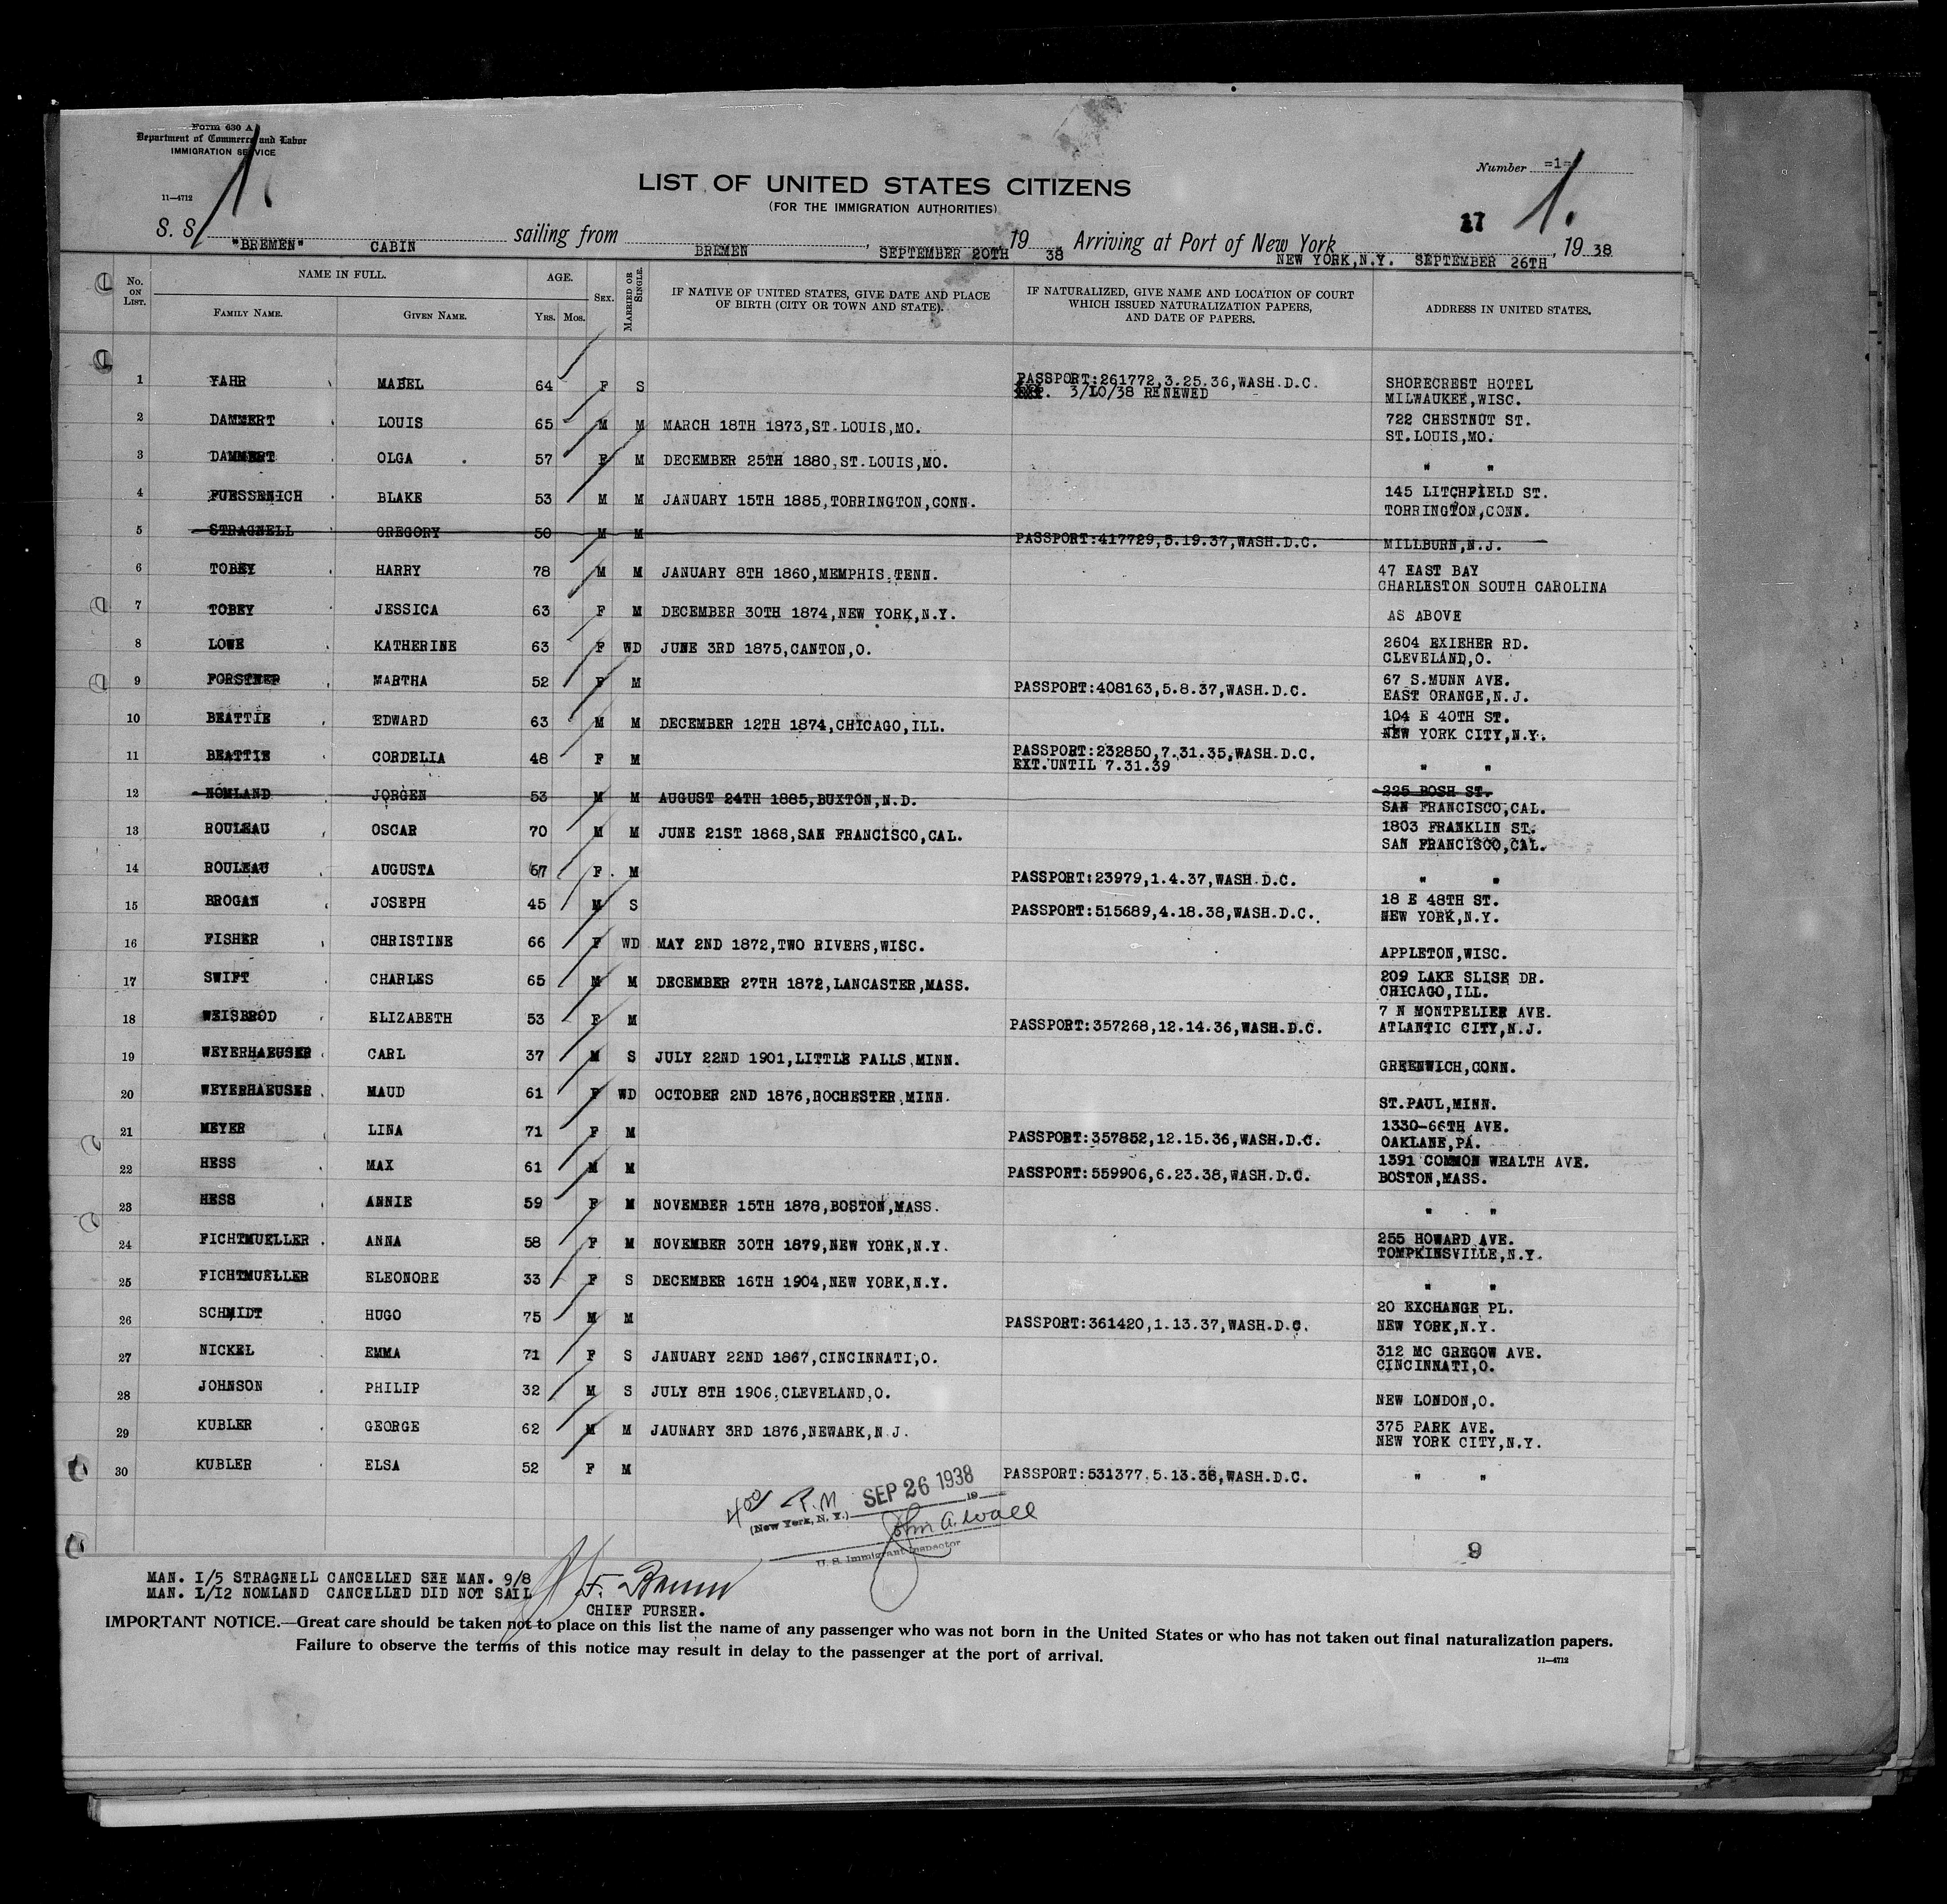 Form 630 A
Department of Commerce and Labor
IMMIGRATION SERVICE
11—4712
1.
Number =1=
LIST OF UNITED STATES CITIZENS
(FOR THE IMMIGRATION AUTHORITIES)
17 1.
S. S. "BREMEN" CABIN sailing from BREMEN, SEPTEMBER 20TH 19 38 Arriving at Port of New York NEW YORK,N.Y. SEPTEMBER 26TH, 19 38
No. ON LIST. NAME IN FULL. FAMILY NAME. GIVEN NAME. AGE. YRS. MOS. SEX. MARRIED OR SINGLE. IF NATIVE OF UNITED STATES, GIVE DATE AND PLACE OF BIRTH (CITY OR TOWN AND STATE). IF NATURALIZED, GIVE NAME AND LOCATION OF COURT WHICH ISSUED NATURALIZATION PAPERS, AND DATE OF PAPERS. ADDRESS IN UNITED STATES.
1 YAHR MABEL 64 F S PASSPORT:261772,3.25.36,WASH.D.C. SHORECREST HOTEL
EXT. 3/10/38 RENEWED MILWAUKEE,WISC.
2 DAMMERT LOUIS 65 M M MARCH 18TH 1873,ST.LOUIS,MO. 722 CHESTNUT ST.
ST.LOUIS,MO.
3 DAMMERT OLGA 57 F M DECEMBER 25TH 1880,ST.LOUIS,MO. " "
4 FUESSENICH BLAKE 53 M M JANUARY 15TH 1885,TORRINGTON,CONN. 145 LITCHFIELD ST.
TORRINGTON,CONN.
5 STRAGNELL GREGORY 50 M M PASSPORT:417729,5.19.37,WASH.D.C. MILLBURN,N.J.
6 TOBEY HARRY 78 M M JANUARY 8TH 1860,MEMPHIS,TENN. 47 EAST BAY
CHARLESTON SOUTH CAROLINA
7 TOBEY JESSICA 63 F M DECEMBER 30TH 1874,NEW YORK,N.Y. AS ABOVE
8 LOWE KATHERINE 63 F WD JUNE 3RD 1875,CANTON,O. 2604 EXIEHER RD.
CLEVELAND,O.
9 FORSTNER MARTHA 52 F M PASSPORT:408163,5.8.37,WASH.D.C. 67 S.MUNN AVE.
EAST ORANGE,N.J.
10 BEATTIE EDWARD 63 M M DECEMBER 12TH 1874,CHICAGO,ILL. 104 E 40TH ST.
NEW YORK CITY,N.Y.
11 BEATTIE CORDELIA 48 F M PASSPORT:232850,7.31.35,WASH.D.C.
EXT.UNTIL 7.31.39 " "
12 NOMLAND JORGEN 53 M M AUGUST 24TH 1885,BUXTON,N.D. 225 BOSH ST.
SAN FRANCISCO,CAL.
13 ROULEAU OSCAR 70 M M JUNE 21ST 1868,SAN FRANCISCO,CAL. 1803 FRANKLIN ST.
SAN FRANCISCO,CAL.
14 ROULEAU AUGUSTA 67 F. M PASSPORT:23979,1.4.37,WASH.D.C. " "
15 BROGAN JOSEPH 45 M S PASSPORT:515689,4.18.38,WASH.D.C. 18 E 48TH ST.
NEW YORK,N.Y.
16 FISHER CHRISTINE 66 F WD MAY 2ND 1872,TWO RIVERS,WISC. APPLETON,WISC.
17 SWIFT CHARLES 65 M M DECEMBER 27TH 1872,LANCASTER,MASS. 209 LAKE SLISE DR.
CHICAGO,ILL.
18 WEISBROD ELIZABETH 53 F M PASSPORT:357268,12.14.36,WASH.D.C. 7 N MONTPELIER AVE.
ATLANTIC CITY,N.J.
19 WEYERHAEUSER CARL 37 M S JULY 22ND 1901,LITTLE FALLS,MINN. GREENWICH,CONN.
20 WEYERHAEUSER MAUD 61 F WD OCTOBER 2ND 1876,ROCHESTER,MINN. ST.PAUL,MINN.
21 MEYER LINA 71 F M PASSPORT:357852,12.15.36,WASH.D.C. 1330-66TH AVE.
OAKLANE,PA.
22 HESS MAX 61 M M PASSPORT:559906,6.23.38,WASH.D.C. 1391 COMMON WEALTH AVE.
BOSTON,MASS.
23 HESS ANNIE 59 F M NOVEMBER 15TH 1878,BOSTON,MASS. " "
24 FICHTMUELLER ANNA 58 F M NOVEMBER 30TH 1879,NEW YORK,N.Y. 255 HOWARD AVE.
TOMPKINSVILLE,N.Y.
25 FICHTMUELLER ELEONORE 33 F S DECEMBER 16TH 1904,NEW YORK,N.Y. " "
26 SCHMIDT HUGO 75 M M PASSPORT:361420,1.13.37,WASH.D.C. 20 EXCHANGE PL.
NEW YORK,N.Y.
27 NICKEL EMMA 71 F S JANUARY 22ND 1867,CINCINNATI,O. 312 MC GREGOW AVE.
CINCINNATI,O.
28 JOHNSON PHILIP 32 M S JULY 8TH 1906,CLEVELAND,O. NEW LONDON,O.
29 KUBLER GEORGE 62 M M JAUNARY 3RD 1876,NEWARK,N.J. 375 PARK AVE.
NEW YORK CITY,N.Y.
30 KUBLER ELSA 52 F M PASSPORT:531377.5.13.38,WASH.D.C. " "
400 P.M. SEP 26 1938
(New York, N. Y.) 19
John A. Wall
U. S. Immigrant Inspector
9
MAN. 1/5 STRAGNELL CANCELLED SEE MAN. 9/8
MAN. 1/12 NOMLAND CANCELLED DID NOT SAIL
CHIEF PURSER.
IMPORTANT NOTICE.—Great care should be taken not to place on this list the name of any passenger who was not born in the United States or who has not taken out final naturalization papers.
Failure to observe the terms of this notice may result in delay to the passenger at the port of arrival.
11—4712